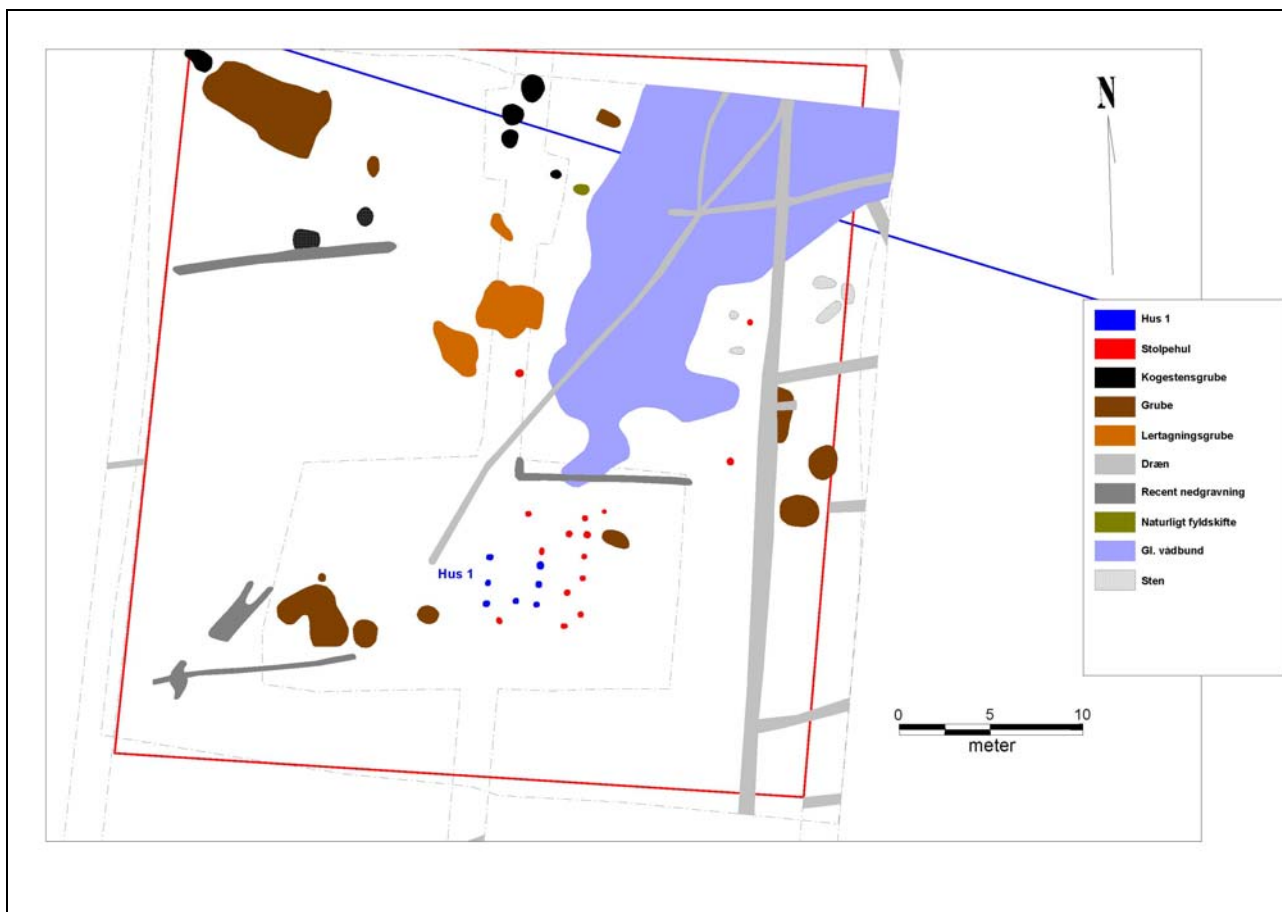 N
Hus 1
Stolpehul
Kogestensgrube
Grube
Lertagningsgrube
Dræn
Recent nedgravning
Naturligt fyldskifte
Gl. vådbund
Sten
Hus 1
0 5 10
meter